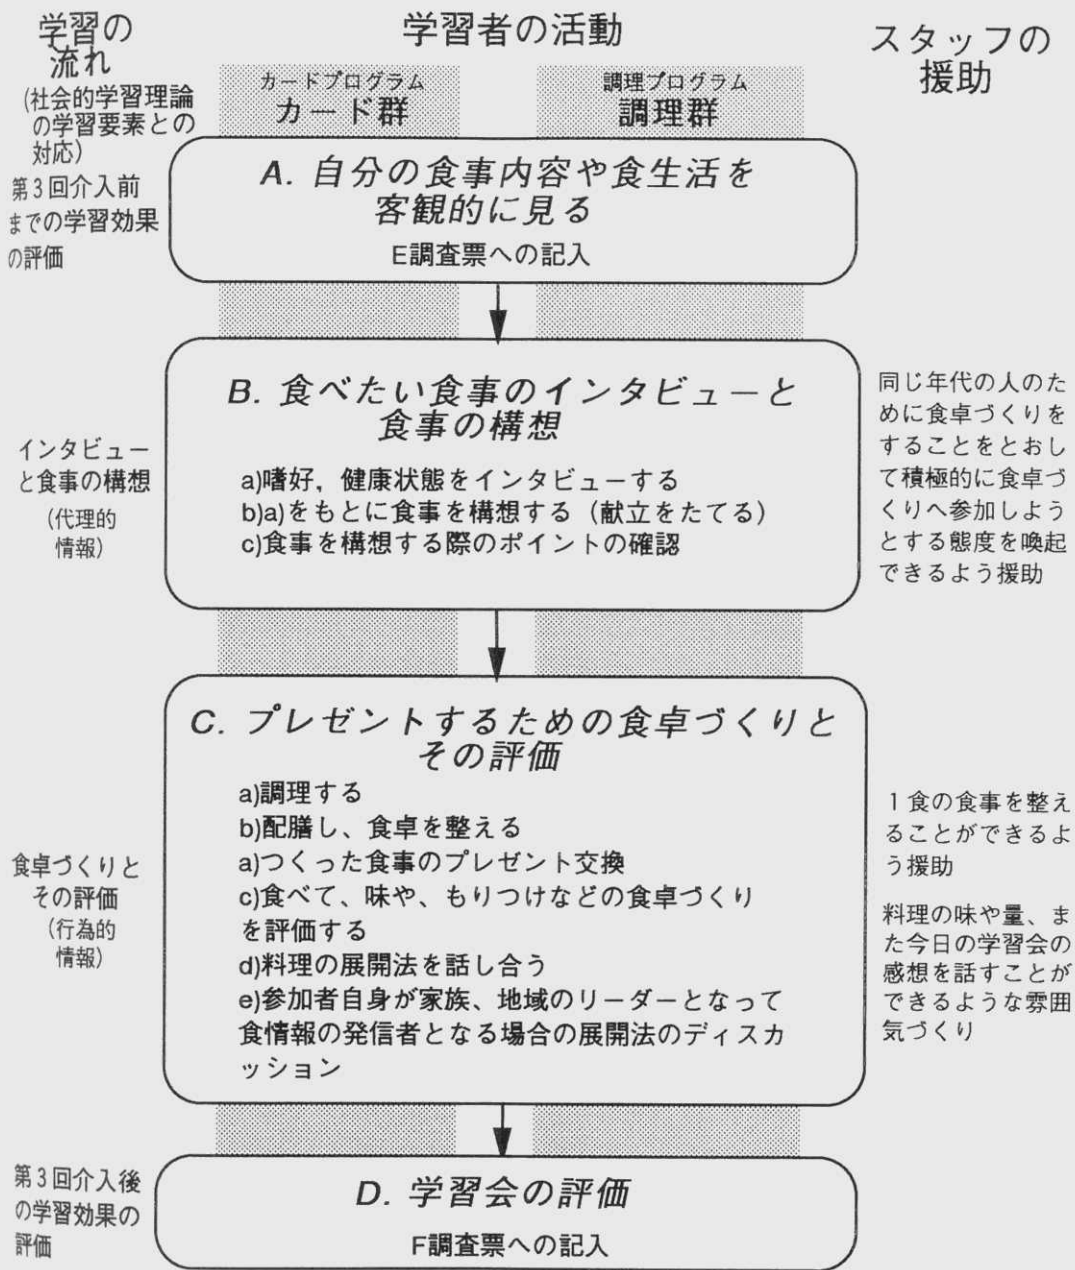 学習の
流れ
(社会的学習理論
の学習要素との
対応)
学習者の活動
スタッフの
援助
カードプログラム
カード群
調理プログラム
調理群
第3回介入前
までの学習効果
の評価
A. 自分の食事内容や食生活を
客観的に見る
E調査票への記入
インタビュー
と食事の構想
(代理的
情報)
B. 食べたい食事のインタビューと
食事の構想
a)嗜好，健康状態をインタビューする
b)a)をもとに食事を構想する（献立をたてる）
c)食事を構想する際のポイントの確認
同じ年代の人のた
めに食卓づくりを
することをとおし
て積極的に食卓づ
くりへ参加しよう
とする態度を喚起
できるよう援助
食卓づくりと
その評価
(行為的
情報)
C. プレゼントするための食卓づくりと
その評価
a)調理する
b)配膳し、食卓を整える
a)つくった食事のプレゼント交換
c)食べて、味や、もりつけなどの食卓づくり
を評価する
d)料理の展開法を話し合う
e)参加者自身が家族、地域のリーダーとなって
食情報の発信者となる場合の展開法のディスカ
ッション
1食の食事を整え
ることができるよ
う援助
料理の味や量、ま
た今日の学習会の
感想を話すことが
できるような雰囲
気づくり
第3回介入後
の学習効果の
評価
D. 学習会の評価
F調査票への記入